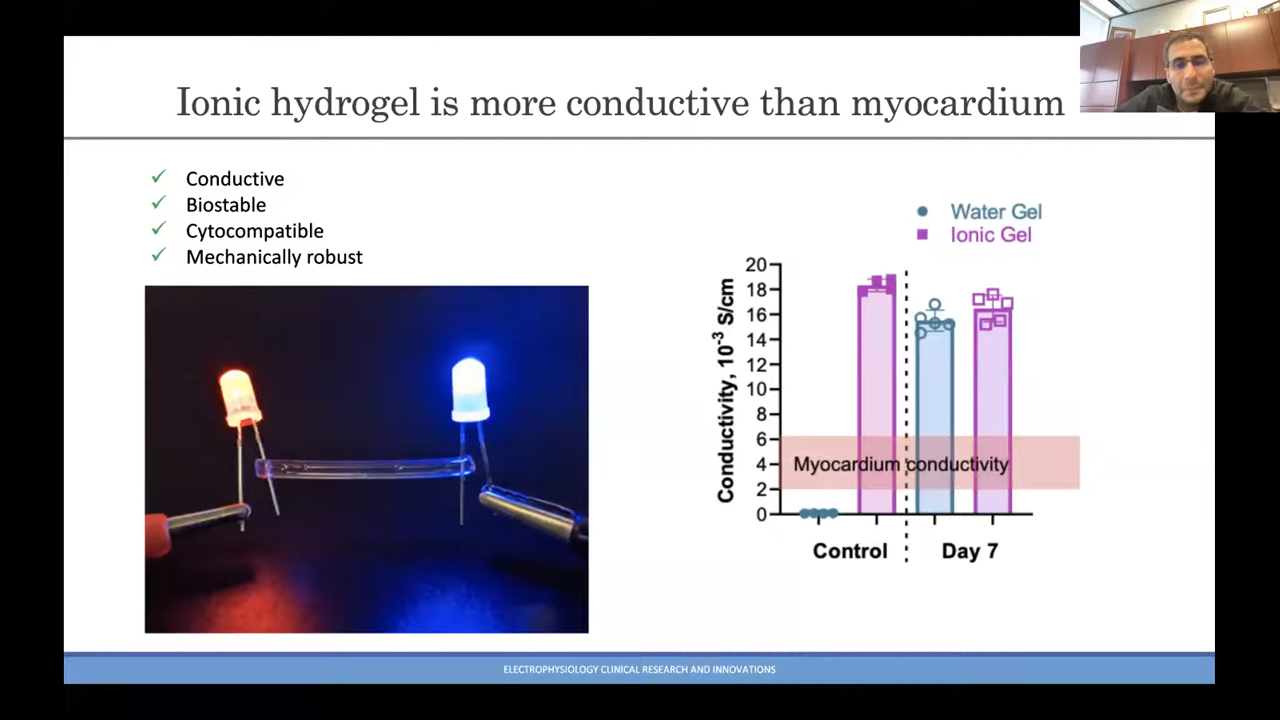 Ionic hydrogel is more conductive than myocardium
✓ Conductive
✓ Biostable
✓ Cytocompatible
✓ Mechanically robust
Water Gel
Ionic Gel
Conductivity, 10⁻³ S/cm
20
18
16
14
12
10
8
6
4
2
0
Myocardium conductivity
Control
Day 7
ELECTROPHYSIOLOGY CLINICAL RESEARCH AND INNOVATIONS